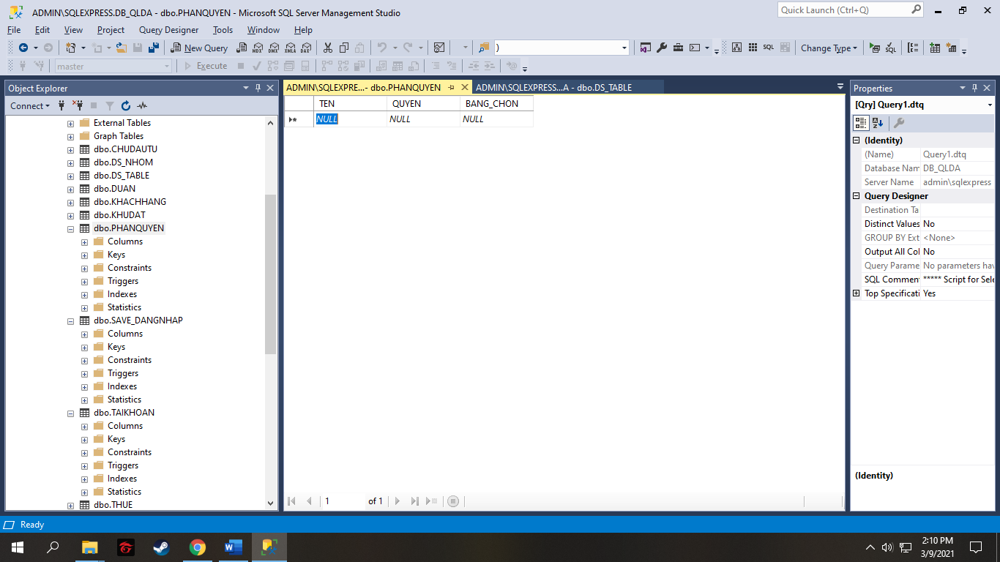 ADMIN\SQLEXPRESS.DB_QLDA - dbo.PHANQUYEN - Microsoft SQL Server Management Studio
Quick Launch (Ctrl+Q)
File Edit View Project Query Designer Tools Window Help
New Query MDX DMX XMLA DAX ) SQL Change Type SQL
master Execute
Object Explorer
Connect
External Tables
Graph Tables
dbo.CHUDAUTU
dbo.DS_NHOM
dbo.DS_TABLE
dbo.DUAN
dbo.KHACHHANG
dbo.KHUDAT
dbo.PHANQUYEN
Columns
Keys
Constraints
Triggers
Indexes
Statistics
dbo.SAVE_DANGNHAP
Columns
Keys
Constraints
Triggers
Indexes
Statistics
dbo.TAIKHOAN
Columns
Keys
Constraints
Triggers
Indexes
Statistics
dbo.THUE
ADMIN\SQLEXPRE...- dbo.PHANQUYEN ADMIN\SQLEXPRESS...A - dbo.DS_TABLE
TEN QUYEN BANG_CHON
NULL NULL NULL
1 of 1
Properties
[Qry] Query1.dtq
(Identity)
(Name) Query1.dtq
Database Nam DB_QLDA
Server Name admin\sqlexpress
Query Designer
Destination Ta
Distinct Values No
GROUP BY Ext <None>
Output All Col No
Query Parame No parameters hav
SQL Comment ***** Script for Sele
Top Specificati Yes
(Identity)
Ready
2:10 PM
3/9/2021